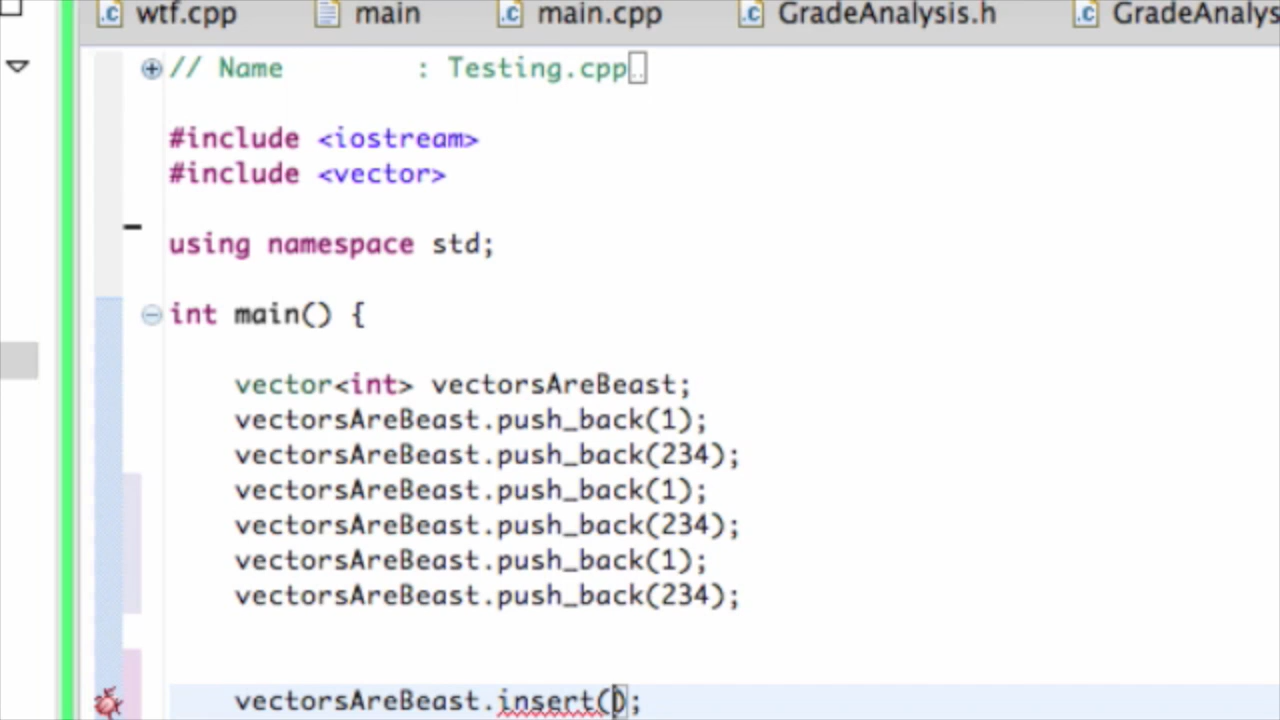 wtf.cpp main main.cpp GradeAnalysis.h GradeAnalys
// Name : Testing.cpp
#include <iostream>
#include <vector>
using namespace std;
int main() {
vector<int> vectorsAreBeast;
vectorsAreBeast.push_back(1);
vectorsAreBeast.push_back(234);
vectorsAreBeast.push_back(1);
vectorsAreBeast.push_back(234);
vectorsAreBeast.push_back(1);
vectorsAreBeast.push_back(234);
vectorsAreBeast.insert();